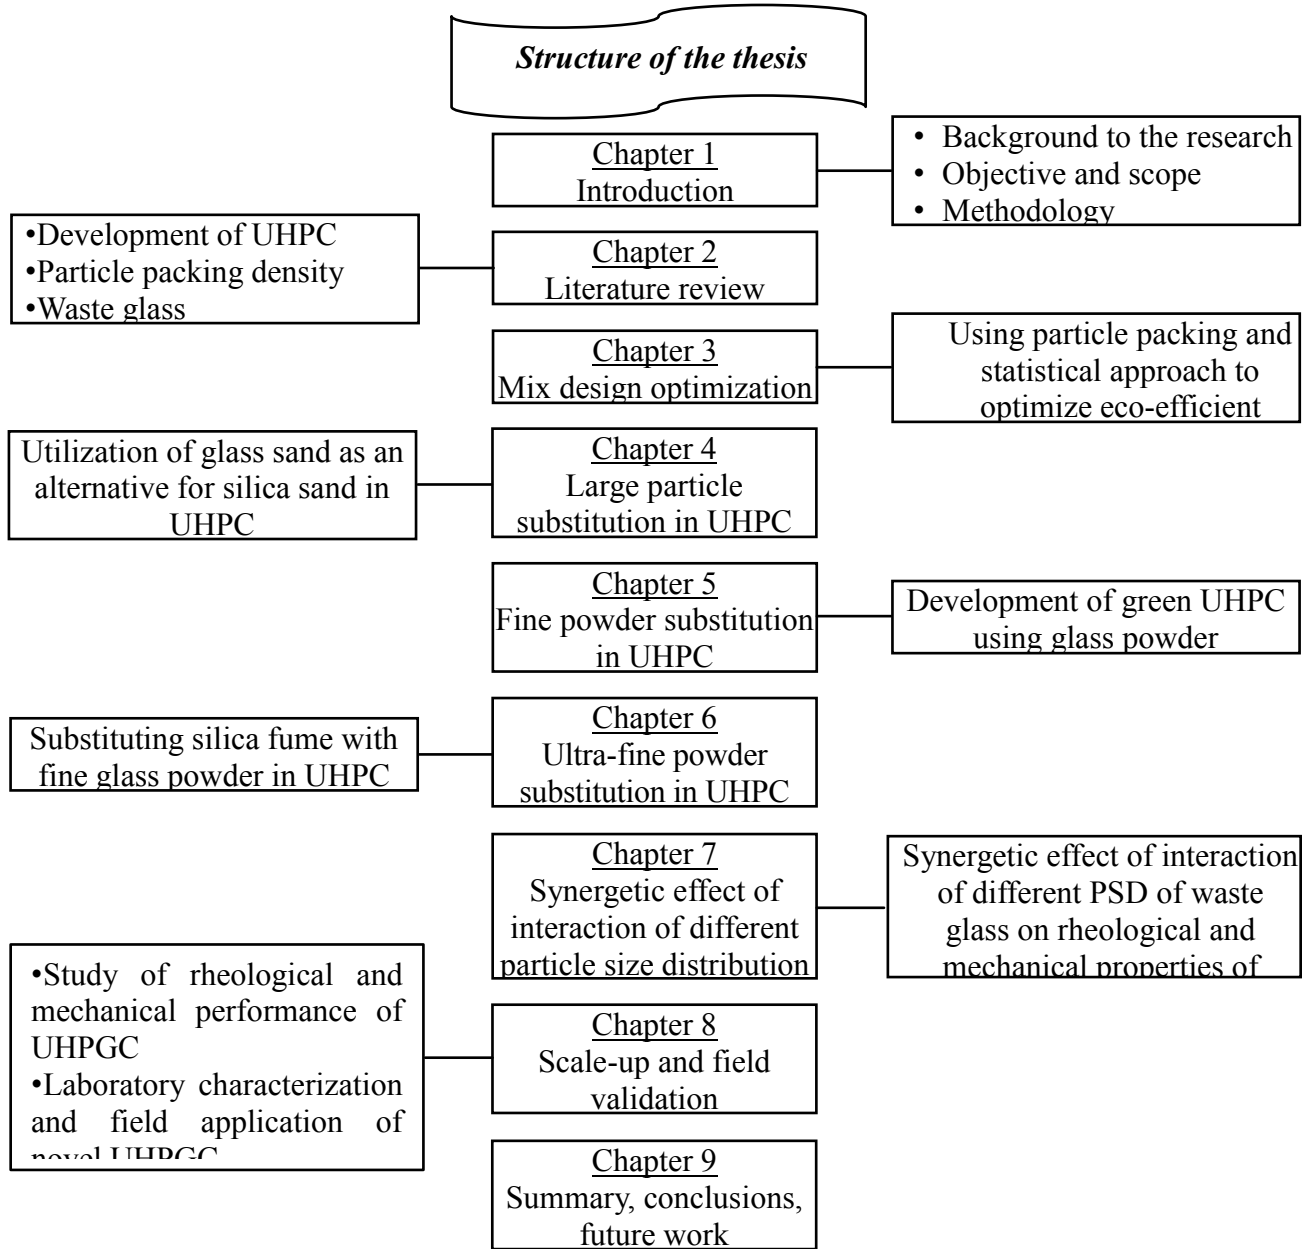 Structure of the thesis
Chapter 1
Introduction
• Background to the research
• Objective and scope
• Methodology
•Development of UHPC
•Particle packing density
•Waste glass
Chapter 2
Literature review
Chapter 3
Mix design optimization
Using particle packing and
statistical approach to
optimize eco-efficient
Utilization of glass sand as an
alternative for silica sand in
UHPC
Chapter 4
Large particle
substitution in UHPC
Chapter 5
Fine powder substitution
in UHPC
Development of green UHPC
using glass powder
Substituting silica fume with
fine glass powder in UHPC
Chapter 6
Ultra-fine powder
substitution in UHPC
Chapter 7
Synergetic effect of
interaction of different
particle size distribution
Synergetic effect of interaction
of different PSD of waste
glass on rheological and
mechanical properties of
•Study of rheological and
mechanical performance of
UHPGC
•Laboratory characterization
and field application of
novel UHPGC
Chapter 8
Scale-up and field
validation
Chapter 9
Summary, conclusions,
future work